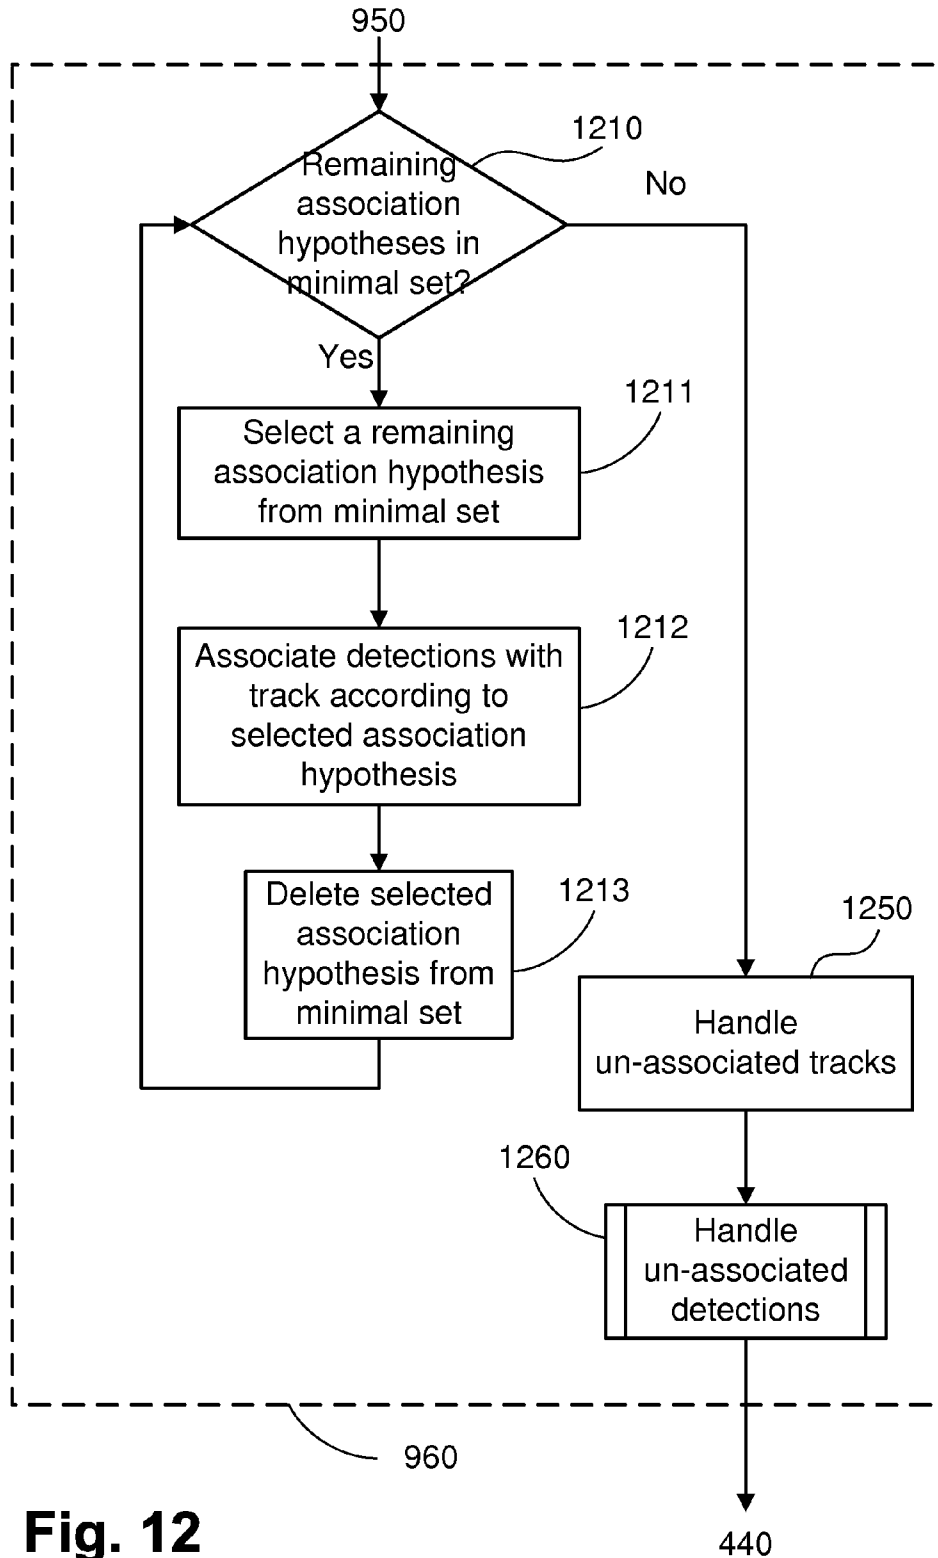 950
1210
Remaining
association
hypotheses in
minimal set?
No
Yes
1211
Select a remaining
association hypothesis
from minimal set
1212
Associate detections with
track according to
selected association
hypothesis
1213
Delete selected
association
hypothesis from
minimal set
1250
Handle
un-associated tracks
1260
Handle
un-associated
detections
960
Fig. 12
440